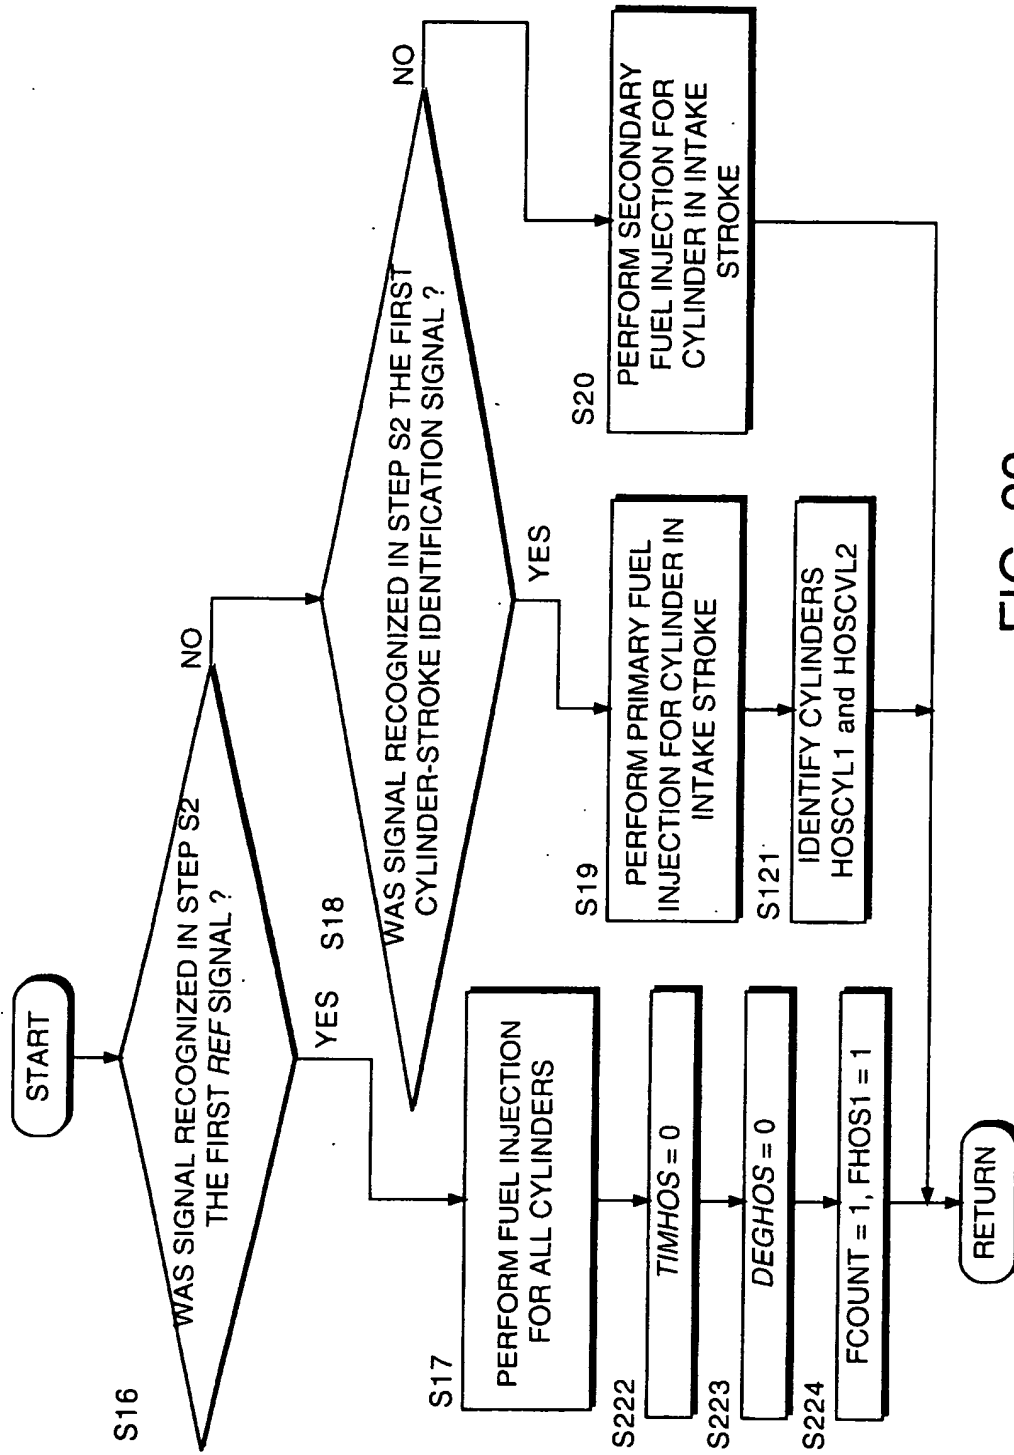 START
S16
WAS SIGNAL RECOGNIZED IN STEP S2
THE FIRST REF SIGNAL ?
YES
NO
S17
PERFORM FUEL INJECTION
FOR ALL CYLINDERS
S222
TIMHOS = 0
S223
DEGHOS = 0
S224
FCOUNT = 1, FHOS1 = 1
RETURN
S18
WAS SIGNAL RECOGNIZED IN STEP S2 THE FIRST
CYLINDER-STROKE IDENTIFICATION SIGNAL ?
YES
NO
S19
PERFORM PRIMARY FUEL
INJECTION FOR CYLINDER IN
INTAKE STROKE
S121
IDENTIFY CYLINDERS
HOSCYL1 and HOSCVL2
S20
PERFORM SECONDARY
FUEL INJECTION FOR
CYLINDER IN INTAKE
STROKE
FIG.